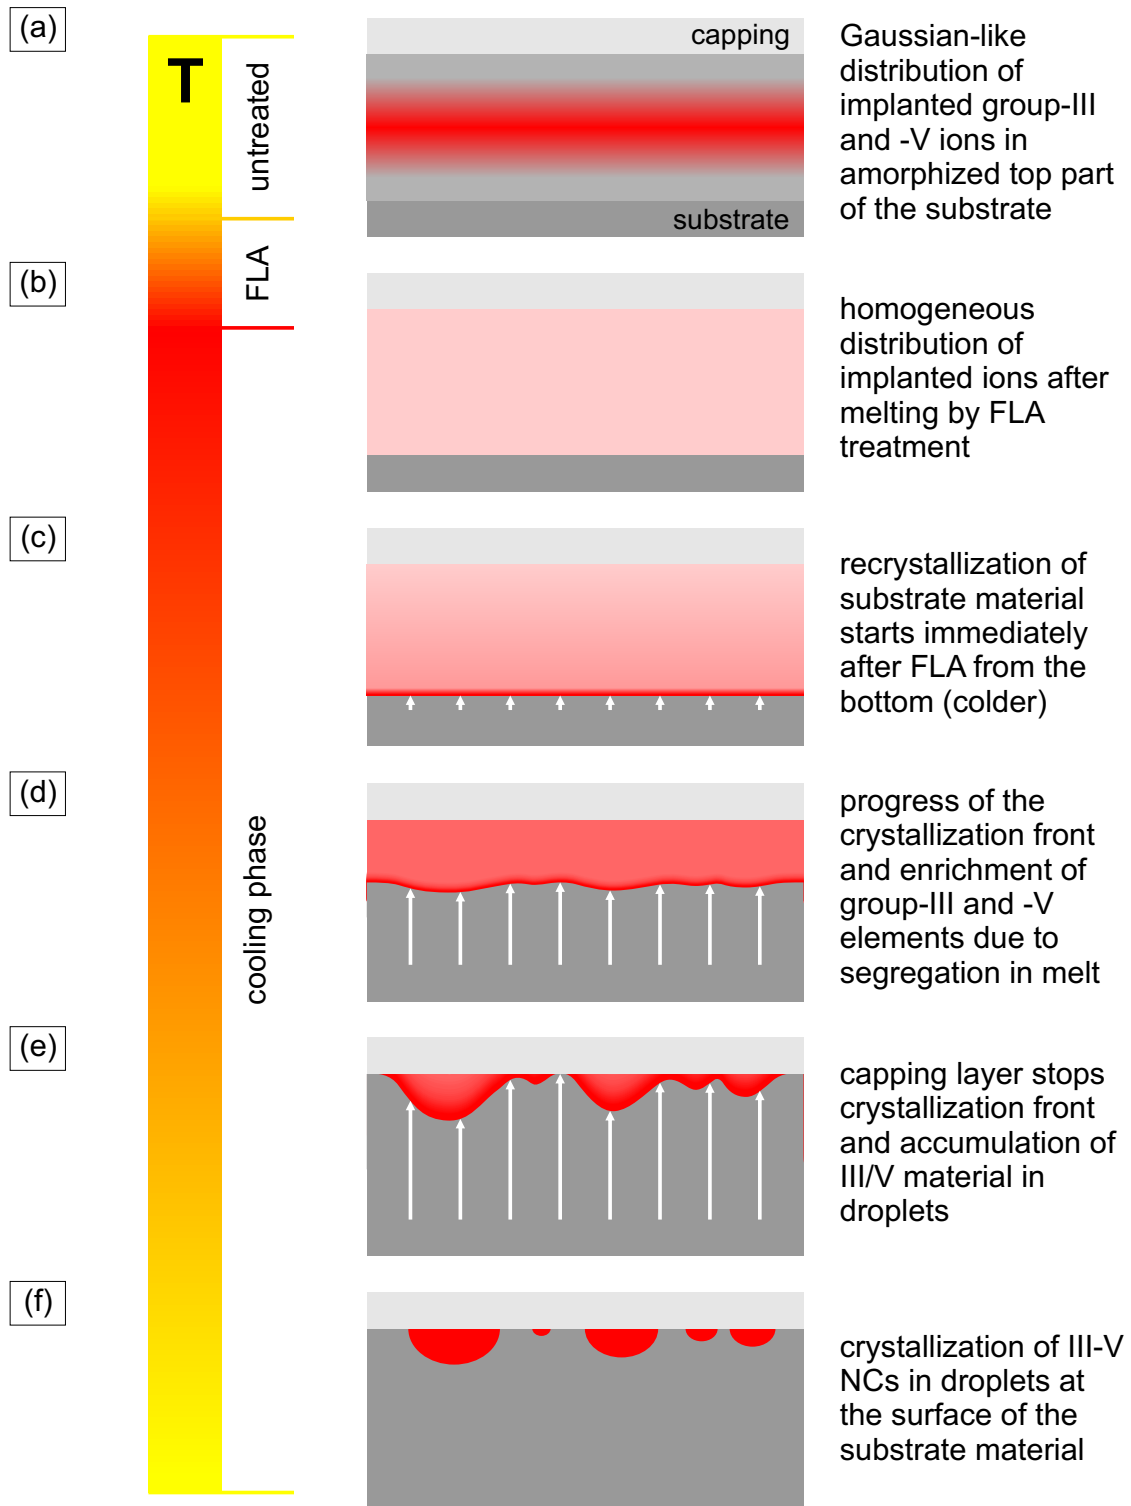 (a)
T
untreated
capping
substrate
Gaussian-like
distribution of
implanted group-III
and -V ions in
amorphized top part
of the substrate
FLA
(b)
homogeneous
distribution of
implanted ions after
melting by FLA
treatment
(c)
recrystallization of
substrate material
starts immediately
after FLA from the
bottom (colder)
(d)
cooling phase
progress of the
crystallization front
and enrichment of
group-III and -V
elements due to
segregation in melt
(e)
capping layer stops
crystallization front
and accumulation of
III/V material in
droplets
(f)
crystallization of III-V
NCs in droplets at
the surface of the
substrate material